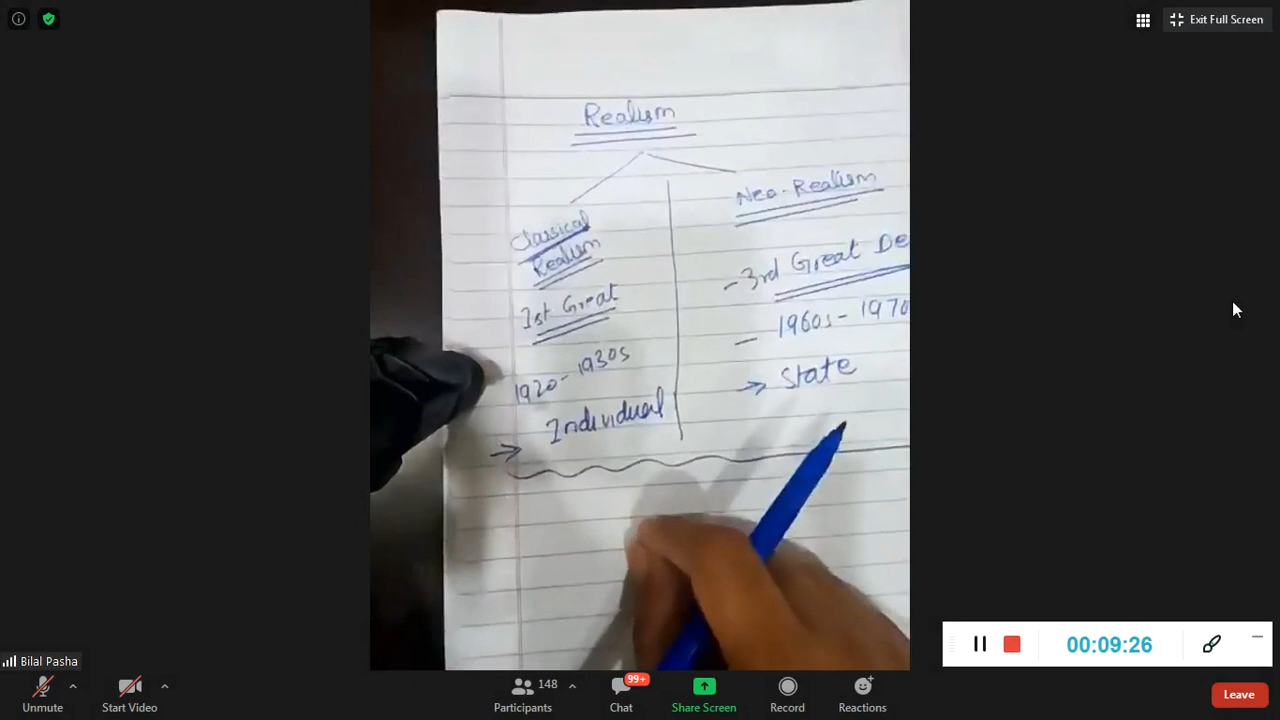 Exit Full Screen
Realism
Classical
Realism
1st Great
1920-1930s
→ Individual
Neo-Realism
- 3rd Great De
- 1960s-1970
→ State
00:09:26
Bilal Pasha
Unmute
Start Video
148
Participants
99+
Chat
Share Screen
Record
Reactions
Leave